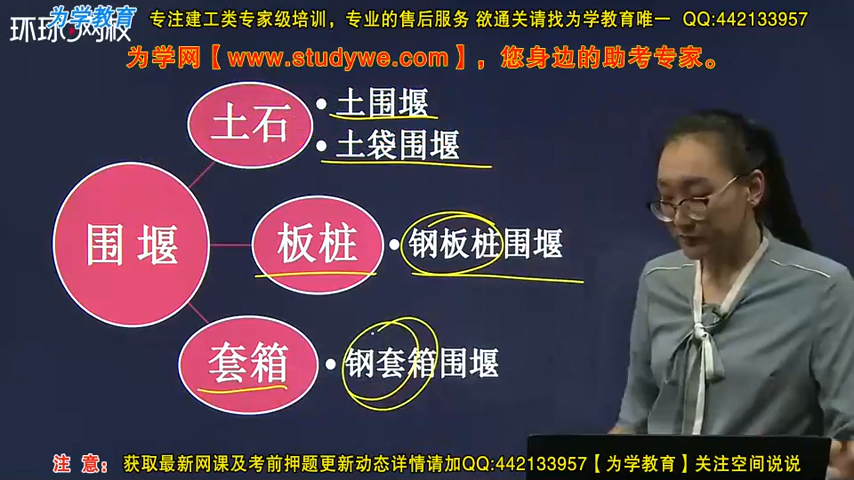 为学教育
环球网校
专注建工类专家级培训，专业的售后服务 欲通关请找为学教育唯一 QQ:442133957
为学网【www.studywe.com】，您身边的助考专家。
土石
• 土围堰
• 土袋围堰
围堰
板桩
• 钢板桩围堰
套箱
• 钢套箱围堰
注 意： 获取最新网课及考前押题更新动态详情请加QQ:442133957【为学教育】关注空间说说